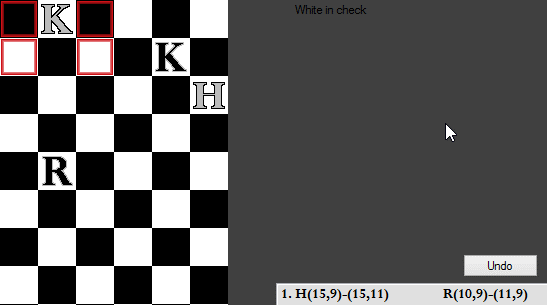 White in check
K
K
H
R
Undo
1. H(15,9)-(15,11) R(10,9)-(11,9)